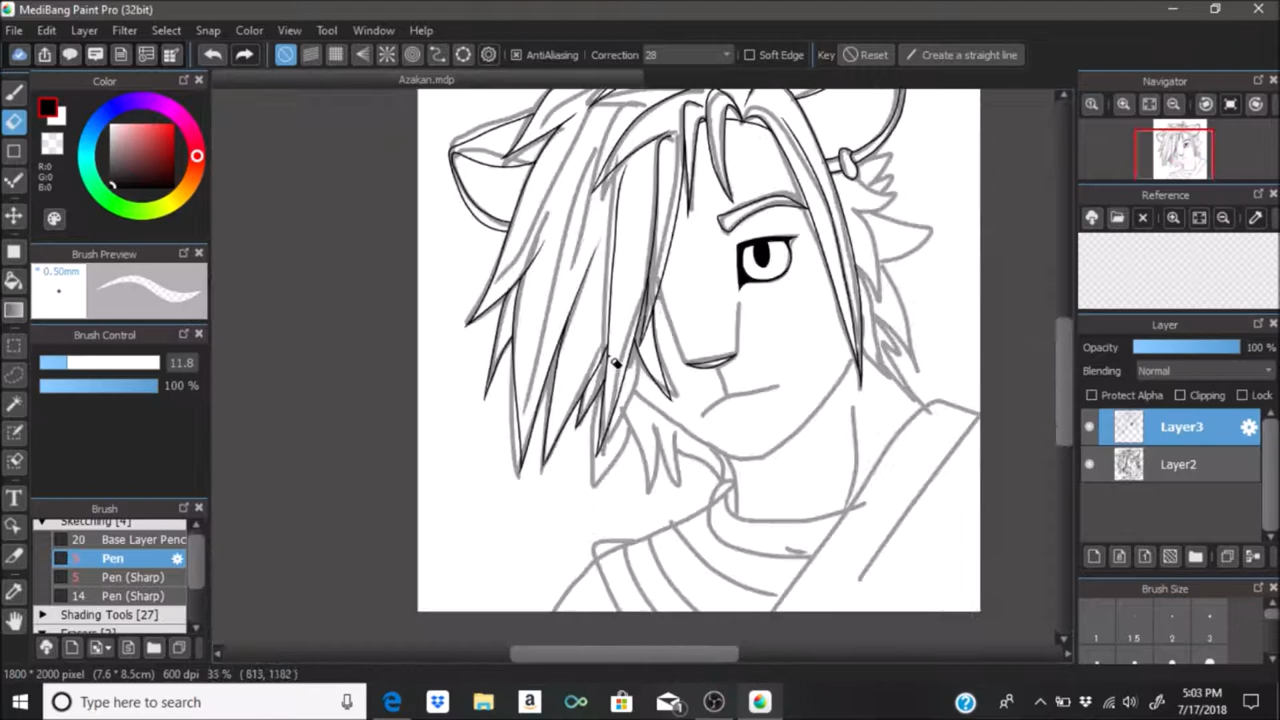 MediBang Paint Pro (32bit)
File Edit Layer Filter Select Snap Color View Tool Window Help
AntiAliasing Correction 28 Soft Edge Key Reset Create a straight line
Azakan.mdp
Color
R:0
G:0
B:0
Brush Preview
* 0.50mm
Brush Control
11.8
100 %
Brush
Sketching [4]
20 Base Layer Penc
5 Pen
5 Pen (Sharp)
14 Pen (Sharp)
Shading Tools [27]
Erasers [2]
Navigator
Reference
Layer
Opacity 100 %
Blending Normal
Protect Alpha Clipping Lock
Layer3
Layer2
Brush Size
1 1.5 2 3
1800 * 2000 pixel (7.6 * 8.5cm) 600 dpi 33 % ( 813, 1182 )
Type here to search
5:03 PM
7/17/2018